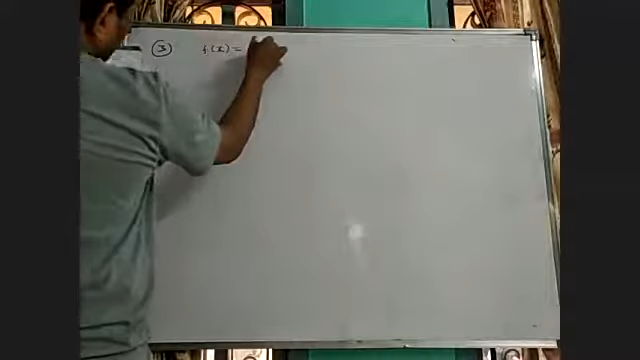 ③ f(x) =